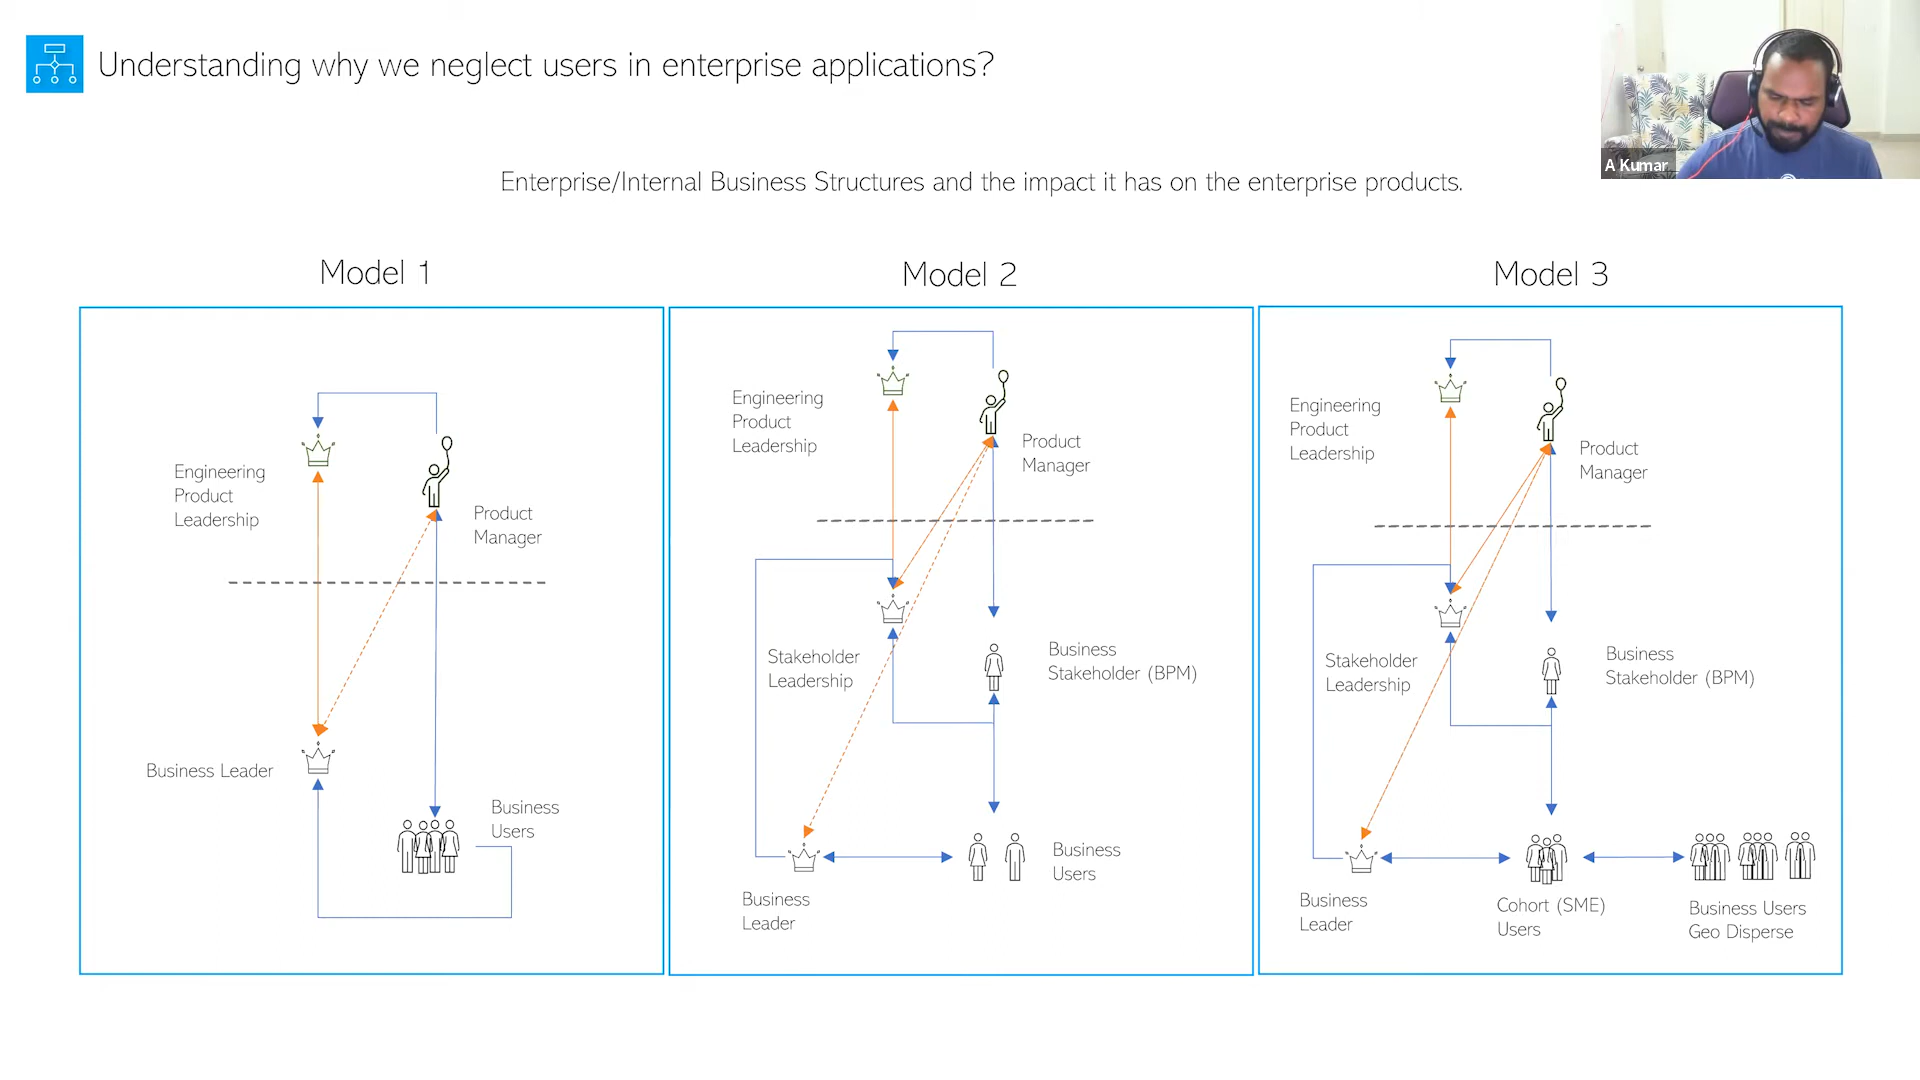 Understanding why we neglect users in enterprise applications?
A Kumar
Enterprise/Internal Business Structures and the impact it has on the enterprise products.
Model 1
Engineering
Product
Leadership
Product
Manager
Business Leader
Business
Users
Model 2
Engineering
Product
Leadership
Product
Manager
Stakeholder
Leadership
Business
Stakeholder (BPM)
Business
Leader
Business
Users
Model 3
Engineering
Product
Leadership
Product
Manager
Stakeholder
Leadership
Business
Stakeholder (BPM)
Business
Leader
Cohort (SME)
Users
Business Users
Geo Disperse